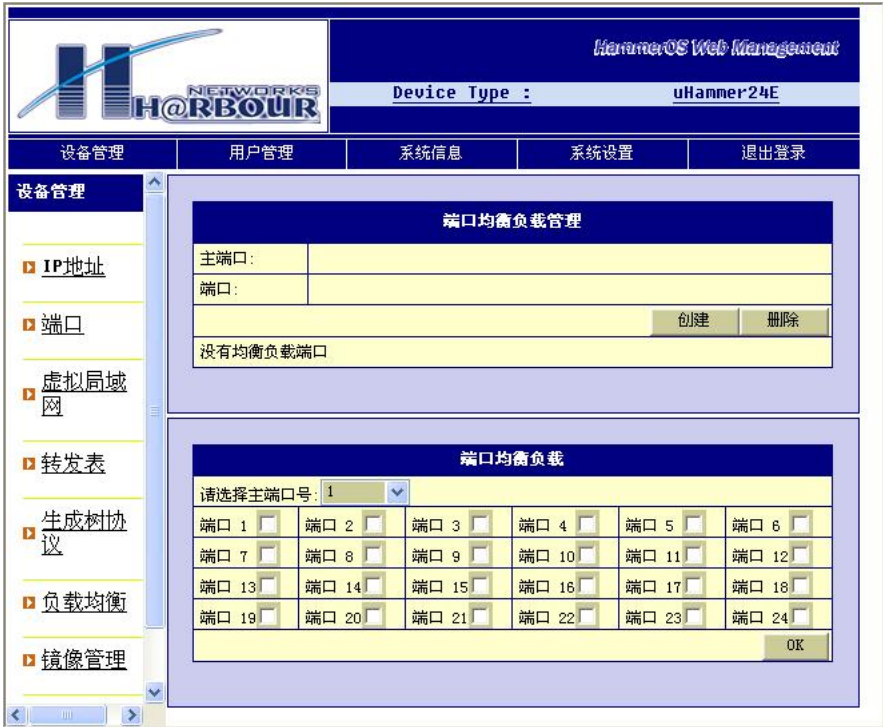 HammerOS Web Management
NETWORKS
H@RBOUR
Device Type : uHammer24E
设备管理 用户管理 系统信息 系统设置 退出登录
设备管理
IP地址
端口
虚拟局域
网
转发表
生成树协
议
负载均衡
镜像管理
端口均衡负载管理
主端口:
端口:
创建 删除
没有均衡负载端口
端口均衡负载
请选择主端口号: 1
端口 1 端口 2 端口 3 端口 4 端口 5 端口 6
端口 7 端口 8 端口 9 端口 10 端口 11 端口 12
端口 13 端口 14 端口 15 端口 16 端口 17 端口 18
端口 19 端口 20 端口 21 端口 22 端口 23 端口 24
OK